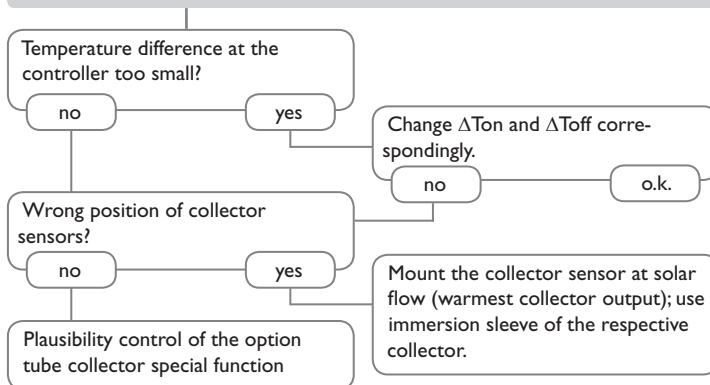 Temperature difference at the
controller too small?
no
yes
Change ΔTon and ΔToff corre-
spondingly.
no
o.k.
Wrong position of collector
sensors?
no
yes
Mount the collector sensor at solar
flow (warmest collector output); use
immersion sleeve of the respective
collector.
Plausibility control of the option
tube collector special function